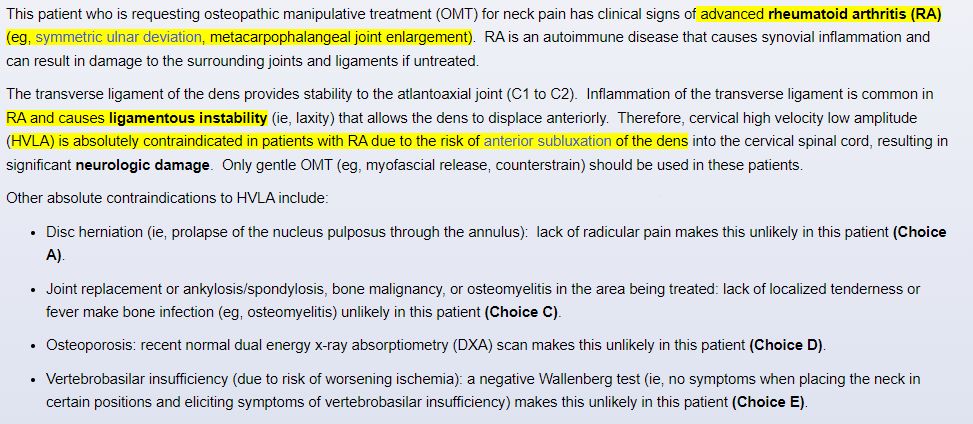 This patient who is requesting osteopathic manipulative treatment (OMT) for neck pain has clinical signs of advanced rheumatoid arthritis (RA)
(eg, symmetric ulnar deviation, metacarpophalangeal joint enlargement).  RA is an autoimmune disease that causes synovial inflammation and
can result in damage to the surrounding joints and ligaments if untreated.
The transverse ligament of the dens provides stability to the atlantoaxial joint (C1 to C2).  Inflammation of the transverse ligament is common in
RA and causes ligamentous instability (ie, laxity) that allows the dens to displace anteriorly.  Therefore, cervical high velocity low amplitude
(HVLA) is absolutely contraindicated in patients with RA due to the risk of anterior subluxation of the dens into the cervical spinal cord, resulting in
significant neurologic damage.  Only gentle OMT (eg, myofascial release, counterstrain) should be used in these patients.
Other absolute contraindications to HVLA include:
• Disc herniation (ie, prolapse of the nucleus pulposus through the annulus):  lack of radicular pain makes this unlikely in this patient (Choice
A).
• Joint replacement or ankylosis/spondylosis, bone malignancy, or osteomyelitis in the area being treated: lack of localized tenderness or
fever make bone infection (eg, osteomyelitis) unlikely in this patient (Choice C).
• Osteoporosis: recent normal dual energy x-ray absorptiometry (DXA) scan makes this unlikely in this patient (Choice D).
• Vertebrobasilar insufficiency (due to risk of worsening ischemia): a negative Wallenberg test (ie, no symptoms when placing the neck in
certain positions and eliciting symptoms of vertebrobasilar insufficiency) makes this unlikely in this patient (Choice E).